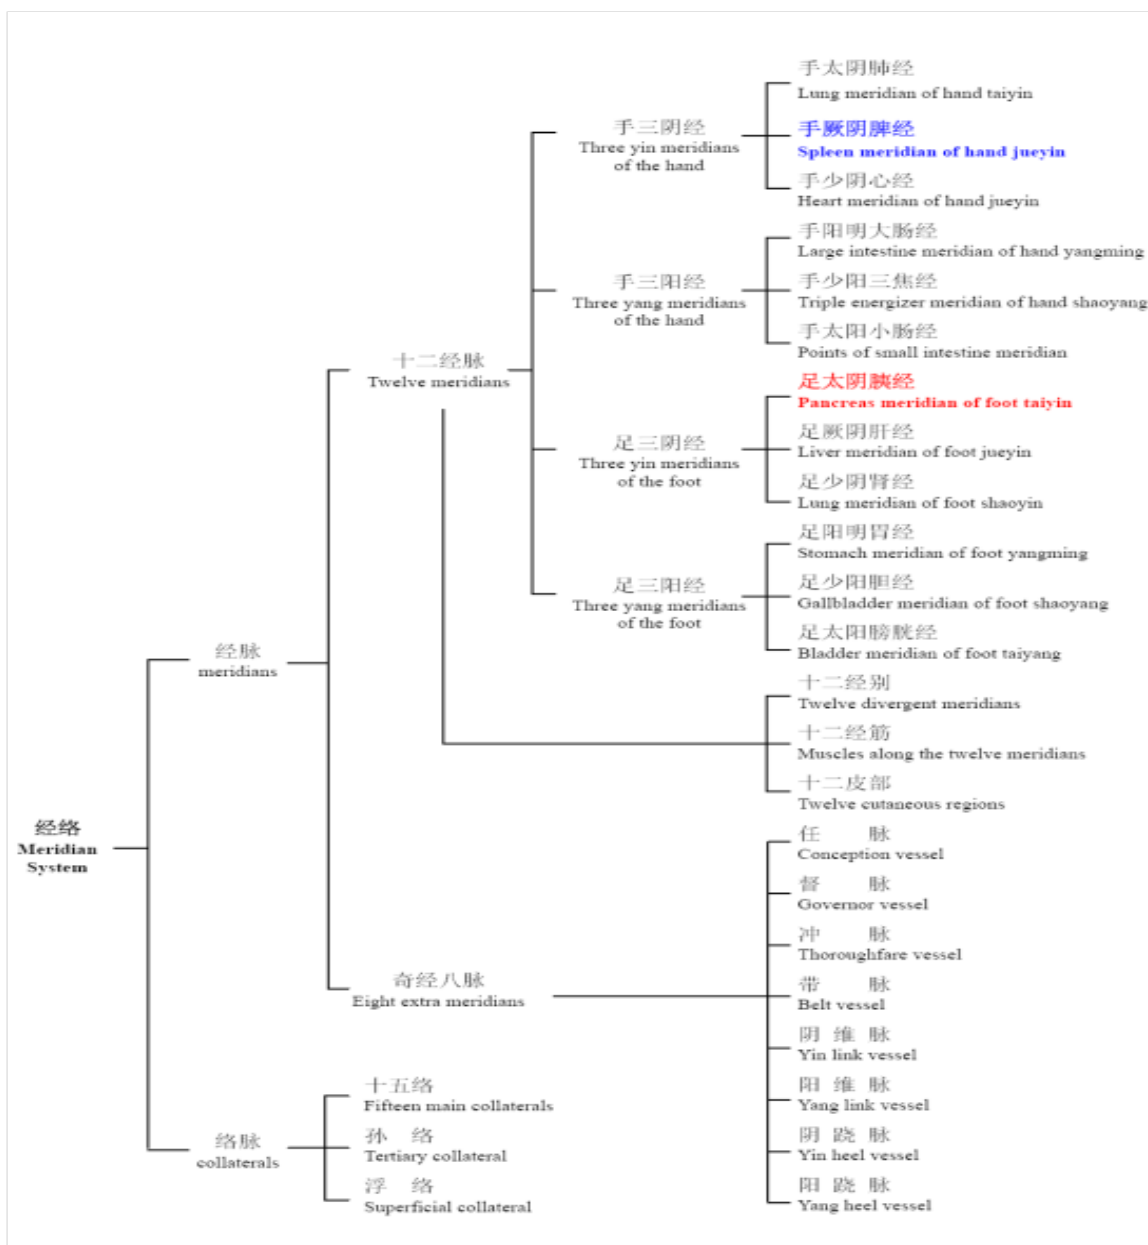 经络
Meridian
System
经脉
meridians
十二经脉
Twelve meridians
手三阴经
Three yin meridians
of the hand
手太阴肺经
Lung meridian of hand taiyin
手厥阴脾经
Spleen meridian of hand jueyin
手少阴心经
Heart meridian of hand jueyin
手三阳经
Three yang meridians
of the hand
手阳明大肠经
Large intestine meridian of hand yangming
手少阳三焦经
Triple energizer meridian of hand shaoyang
手太阳小肠经
Points of small intestine meridian
足三阴经
Three yin meridians
of the foot
足太阴胰经
Pancreas meridian of foot taiyin
足厥阴肝经
Liver meridian of foot jueyin
足少阴肾经
Lung meridian of foot shaoyin
足三阳经
Three yang meridians
of the foot
足阳明胃经
Stomach meridian of foot yangming
足少阳胆经
Gallbladder meridian of foot shaoyang
足太阳膀胱经
Bladder meridian of foot taiyang
十二经别
Twelve divergent meridians
十二经筋
Muscles along the twelve meridians
十二皮部
Twelve cutaneous regions
奇经八脉
Eight extra meridians
任 脉
Conception vessel
督 脉
Governor vessel
冲 脉
Thoroughfare vessel
带 脉
Belt vessel
阴 维 脉
Yin link vessel
阳 维 脉
Yang link vessel
阴 跷 脉
Yin heel vessel
阳 跷 脉
Yang heel vessel
络脉
collaterals
十五络
Fifteen main collaterals
孙 络
Tertiary collateral
浮 络
Superficial collateral